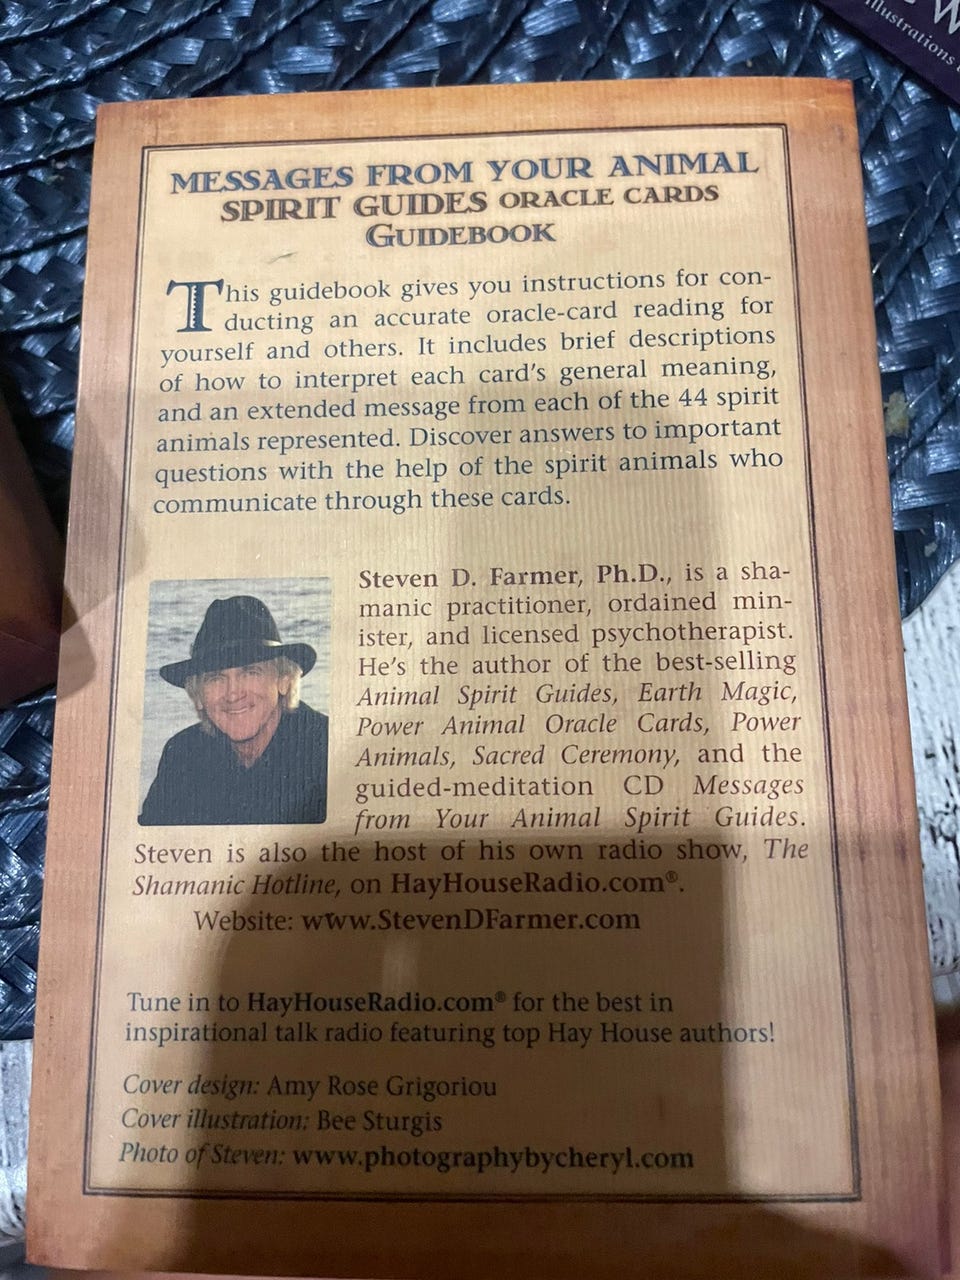 W
illustrations
MESSAGES FROM YOUR ANIMAL
SPIRIT GUIDES ORACLE CARDS
GUIDEBOOK
This guidebook gives you instructions for con-
ducting an accurate oracle-card reading for
yourself and others. It includes brief descriptions
of how to interpret each card's general meaning,
and an extended message from each of the 44 spirit
animals represented. Discover answers to important
questions with the help of the spirit animals who
communicate through these cards.
Steven D. Farmer, Ph.D., is a sha-
manic practitioner, ordained min-
ister, and licensed psychotherapist.
He's the author of the best-selling
Animal Spirit Guides, Earth Magic,
Power Animal Oracle Cards, Power
Animals, Sacred Ceremony, and the
guided-meditation CD Messages
from Your Animal Spirit Guides.
Steven is also the host of his own radio show, The
Shamanic Hotline, on HayHouseRadio.com®.
Website: www.StevenDFarmer.com
Tune in to HayHouseRadio.com® for the best in
inspirational talk radio featuring top Hay House authors!
Cover design: Amy Rose Grigoriou
Cover illustration: Bee Sturgis
Photo of Steven: www.photographybycheryl.com